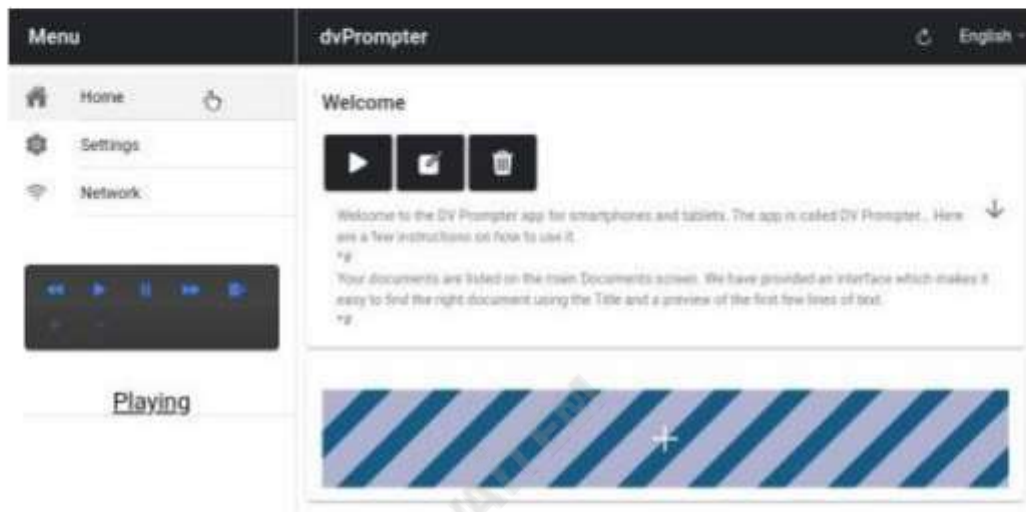 Menu
dvPrompter
English
Home
Settings
Network
Playing
Welcome
Welcome to the DV Prompter app for smartphones and tablets. The app is called DV Prompter.. Here
are a few instructions on how to use it.
*#
Your documents are listed on the main Documents screen. We have provided an interface which makes it
easy to find the right document using the Title and a preview of the first few lines of text.
*#